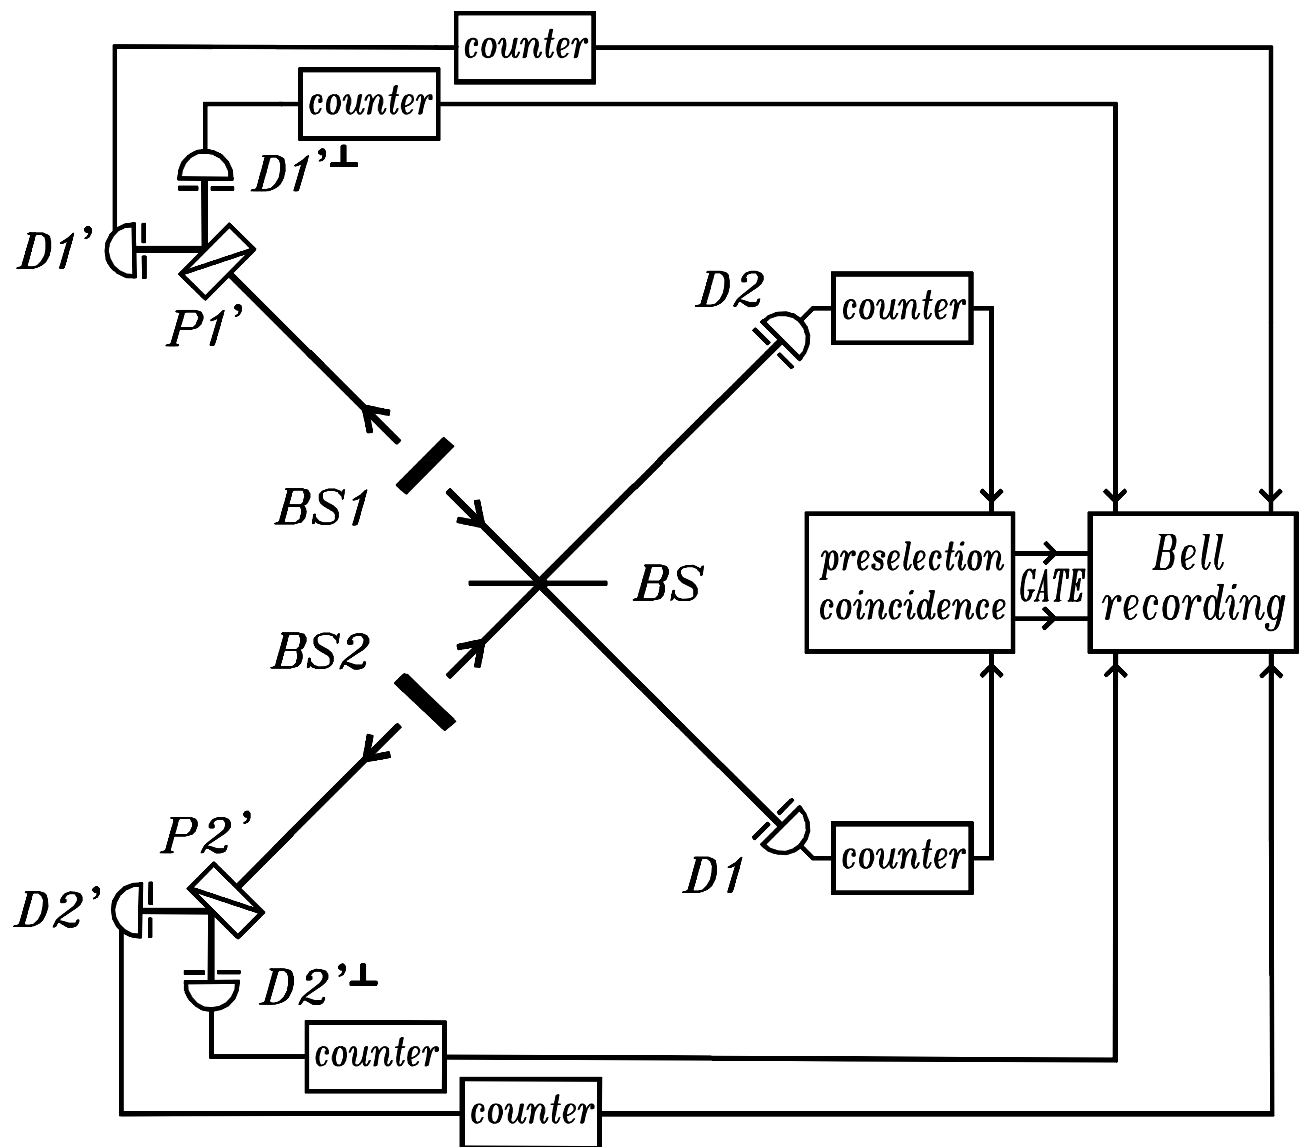 counter
counter
D1'⊥
D1'
P1'
D2
counter
BS1
BS
preselection
coincidence
GATE
Bell
recording
BS2
P2'
D1
counter
D2'
D2'⊥
counter
counter